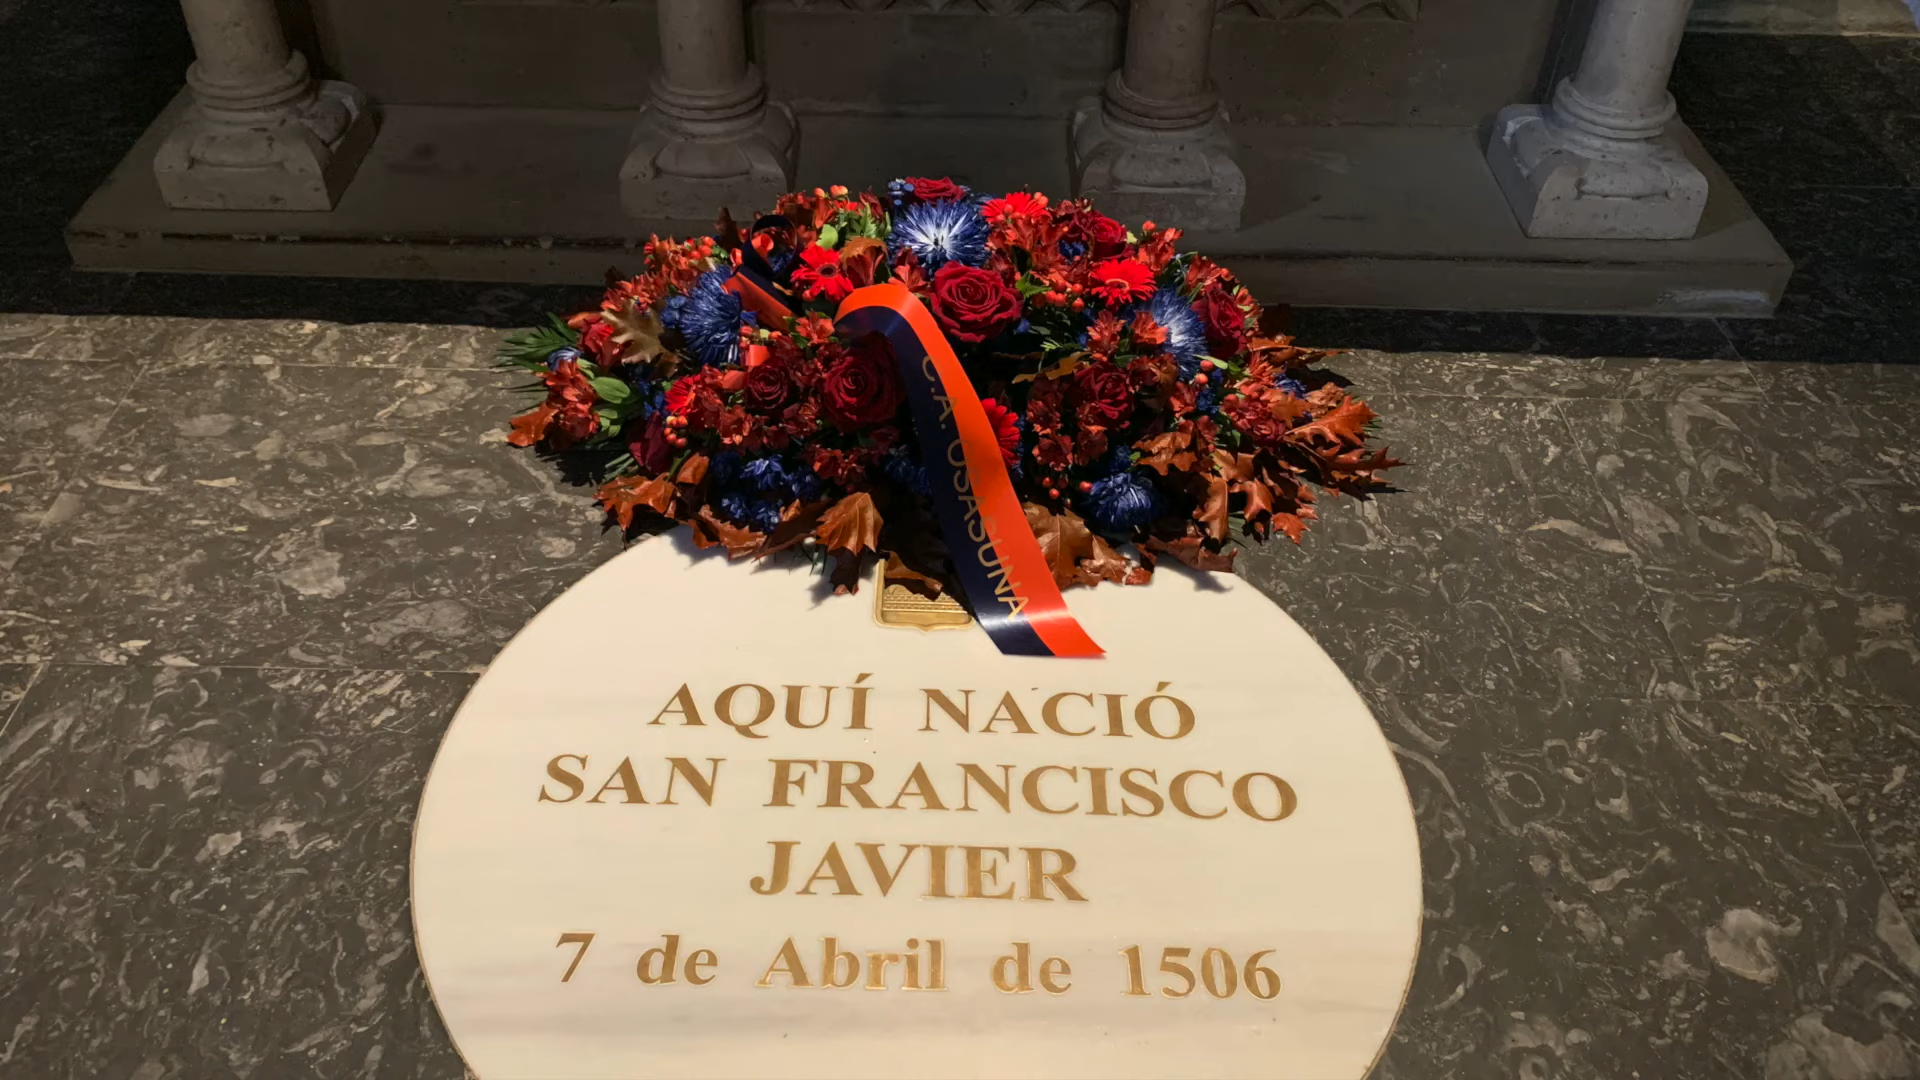 C.A. OSASUNA
AQUÍ NACIÓ
SAN FRANCISCO
JAVIER
7 de Abril de 1506